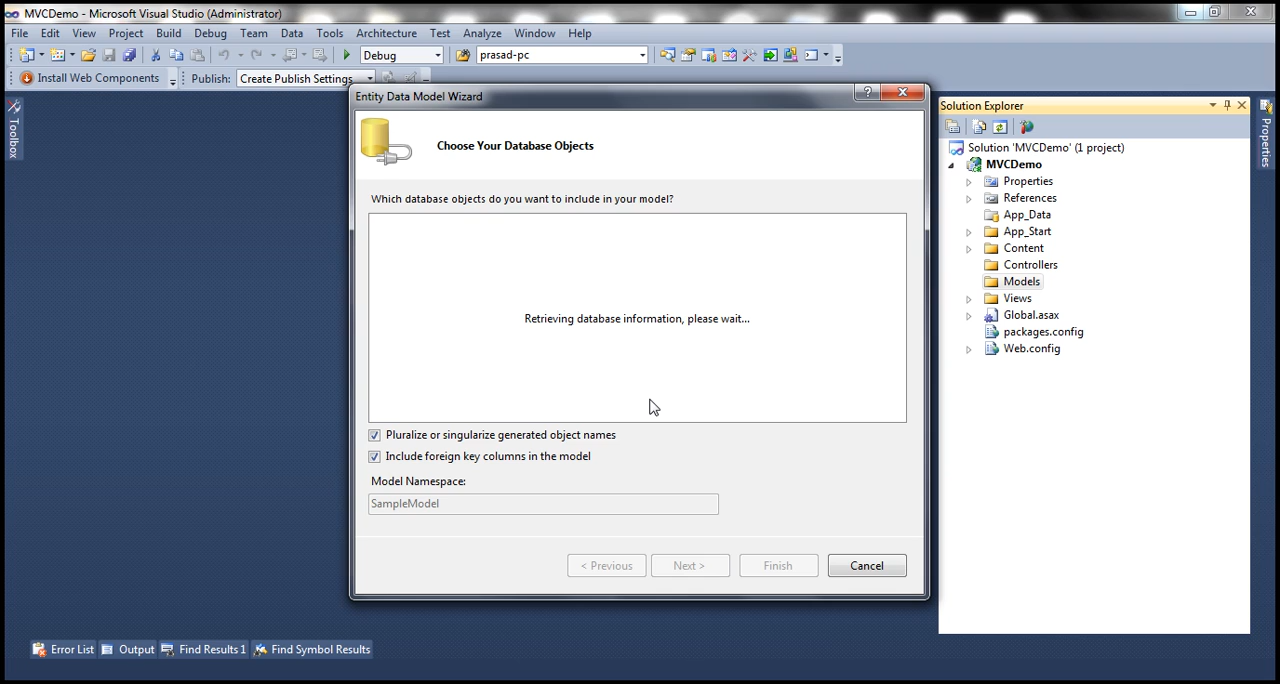 MVCDemo - Microsoft Visual Studio (Administrator)
File Edit View Project Build Debug Team Data Tools Architecture Test Analyze Window Help
Debug prasad-pc
Install Web Components Publish: Create Publish Settings
Toolbox
Entity Data Model Wizard
Choose Your Database Objects
Which database objects do you want to include in your model?
Retrieving database information, please wait...
Pluralize or singularize generated object names
Include foreign key columns in the model
Model Namespace:
SampleModel
< Previous Next > Finish Cancel
Solution Explorer
Solution 'MVCDemo' (1 project)
MVCDemo
Properties
References
App_Data
App_Start
Content
Controllers
Models
Views
Global.asax
packages.config
Web.config
Properties
Error List Output Find Results 1 Find Symbol Results